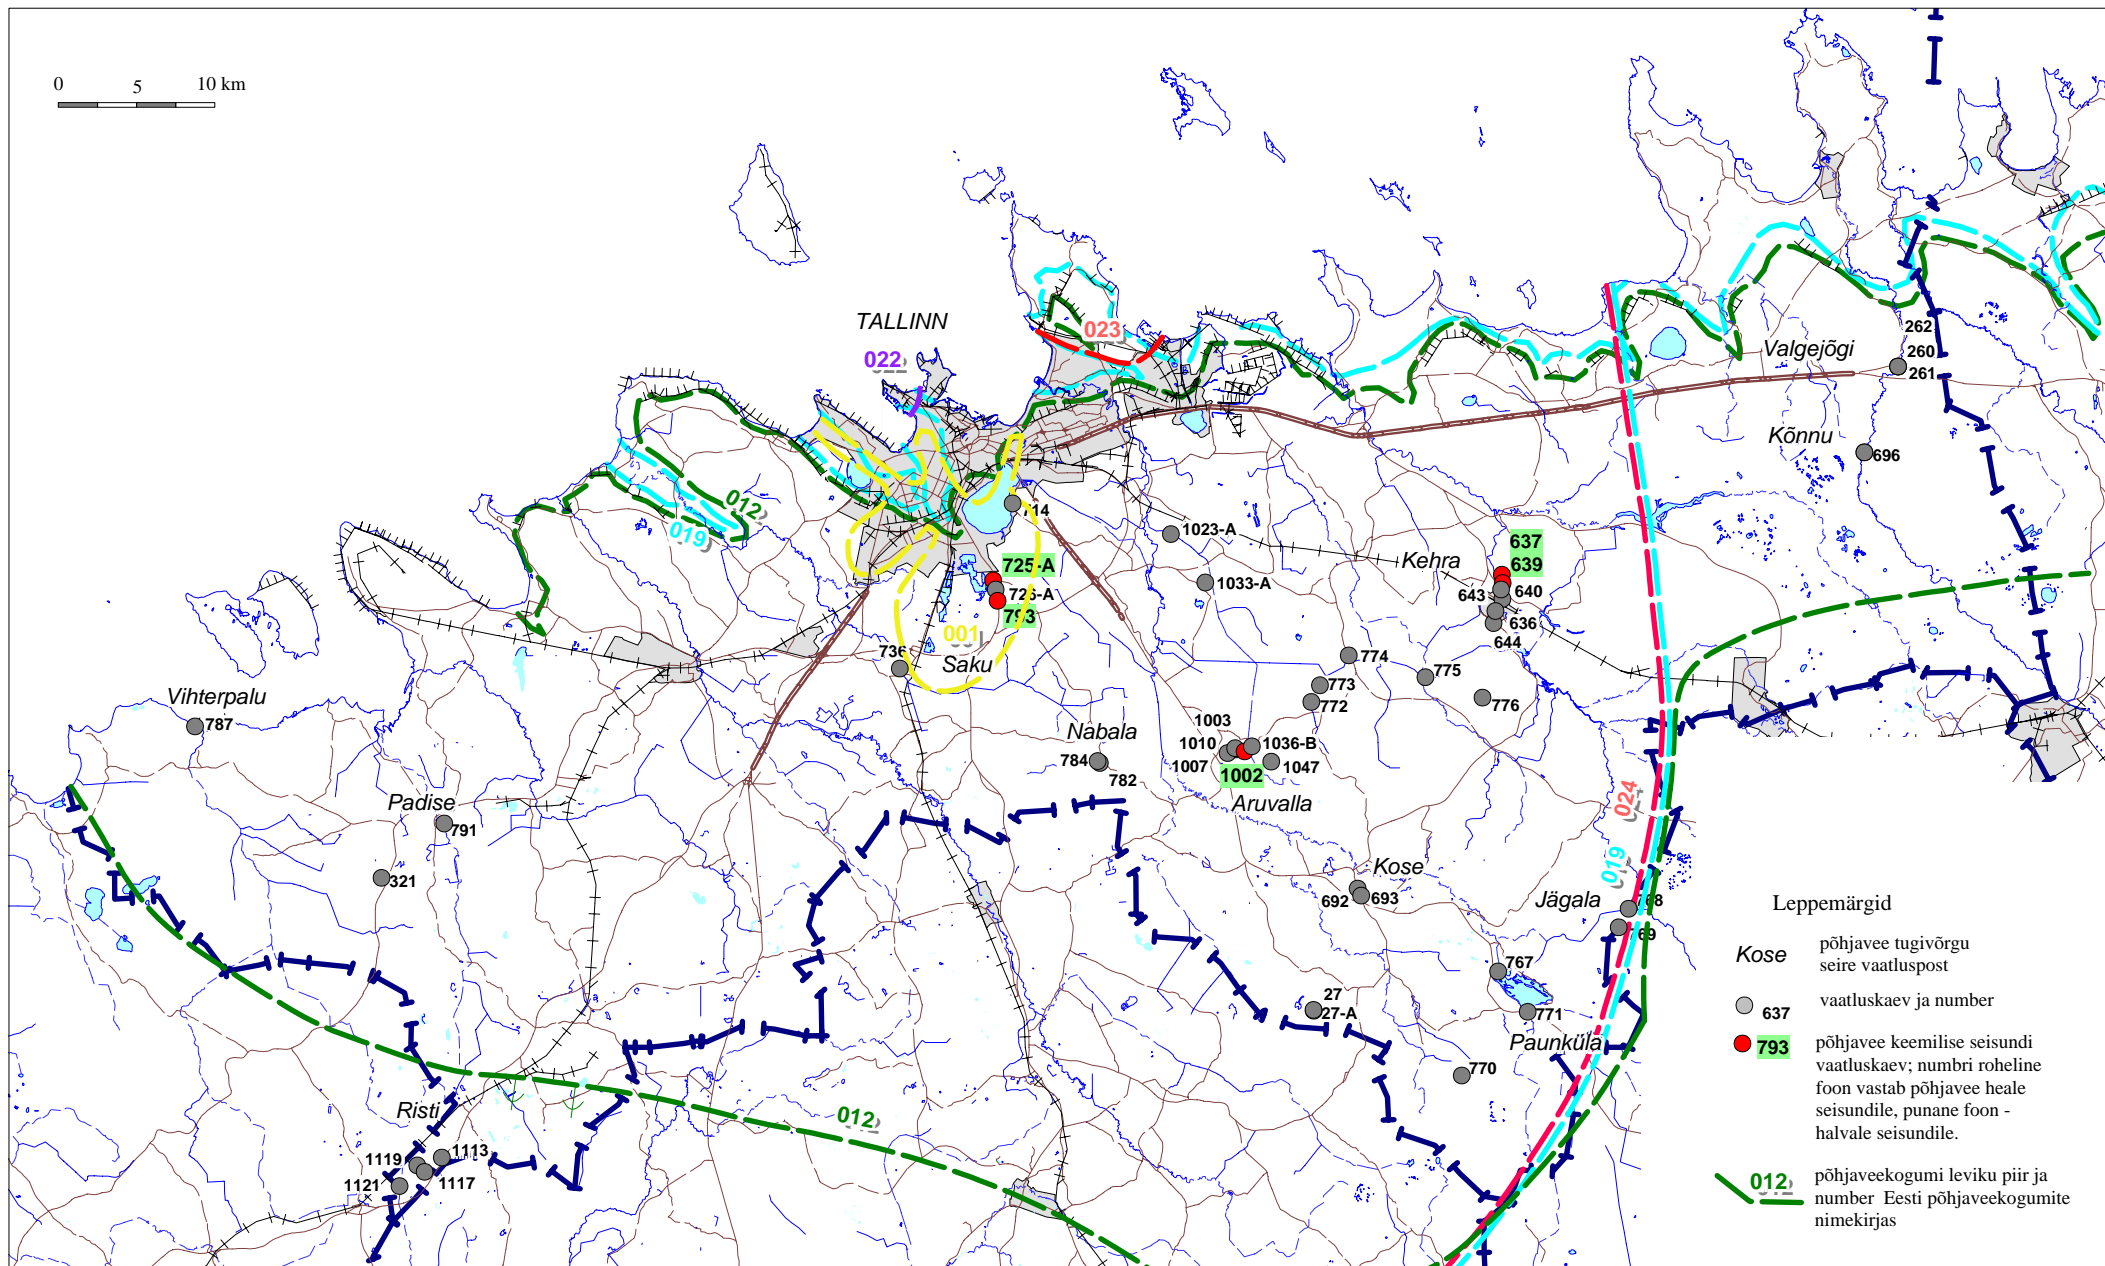 0 5 10 km
TALLINN
022
023
262
260
261
Valgejõgi
Kõnnu
696
012
019
714
1023-A
637
639
Kehra
725-A
1033-A
640
643
726-A
793
636
644
001
736
Saku
774
775
773
772
776
Vihterpalu
787
Nabala
1003
1010
1036-B
784
1007
1047
782
1002
Padise
Aruvalla
791
024
019
Kose
321
692
693
Jägala
768
769
767
27
27-A
771
Paunküla
770
Risti
012
1119
1113
1121
1117
Leppemärgid
Kose põhjavee tugivõrgu
seire vaatluspost
637 vaatluskaev ja number
793 põhjavee keemilise seisundi
vaatluskaev; numbri roheline
foon vastab põhjavee heale
seisundile, punane foon -
halvale seisundile.
012 põhjaveekogumi leviku piir ja
number Eesti põhjaveekogumite
nimekirjas